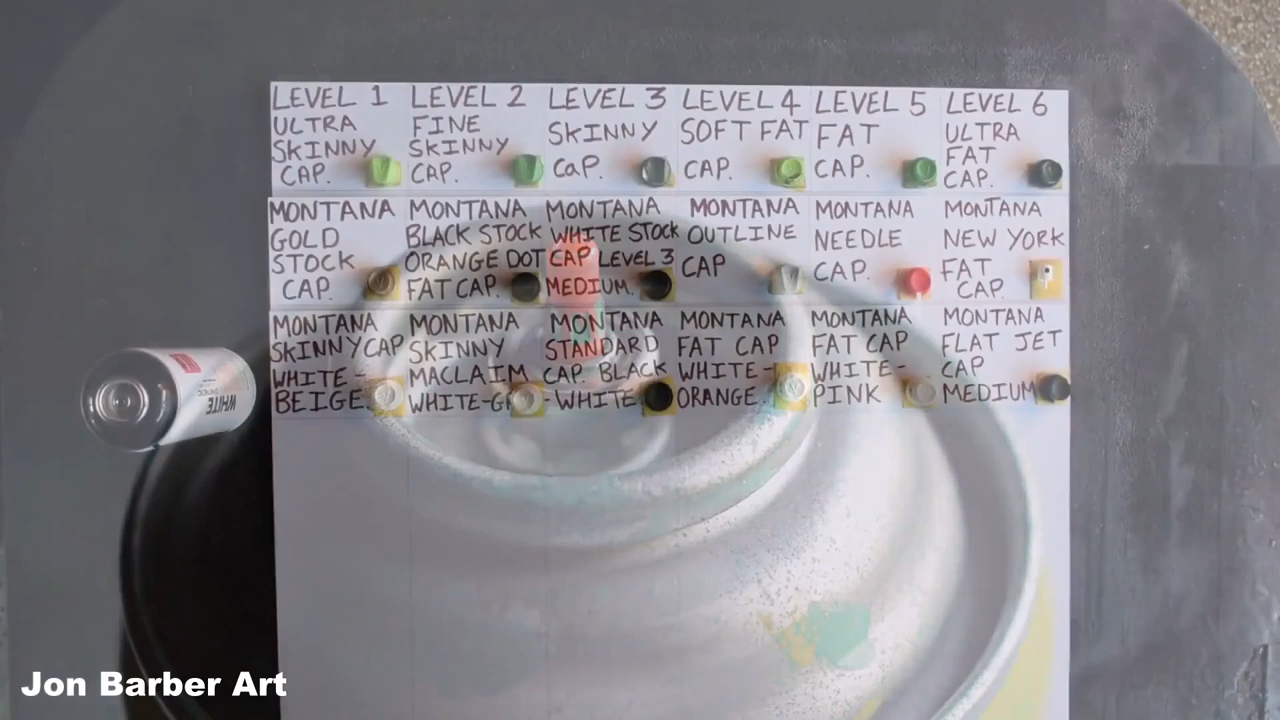 LEVEL 1
ULTRA
SKINNY
CAP.
LEVEL 2
FINE
SKINNY
CAP.
LEVEL 3
SKINNY
CaP.
LEVEL 4
SOFT FAT
CAP.
LEVEL 5
FAT
CAP.
LEVEL 6
ULTRA
FAT
CAP.
MONTANA
GOLD
STOCK
CAP.
MONTANA
BLACK STOCK
ORANGE DOT
FAT CAP.
MONTANA
WHITE STOCK
CAP LEVEL 3
MEDIUM.
MONTANA
OUTLINE
CAP
MONTANA
NEEDLE
CAP.
MONTANA
NEW YORK
FAT
CAP.
MONTANA
SKINNY CAP
WHITE-
BEIGE.
MONTANA
SKINNY
MACLAIM
WHITE-G
MONTANA
STANDARD
CAP. BLACK
-WHITE
MONTANA
FAT CAP
WHITE-
ORANGE.
MONTANA
FAT CAP
WHITE-
PINK
MONTANA
FLAT JET
CAP
MEDIUM
WHITE
Jon Barber Art